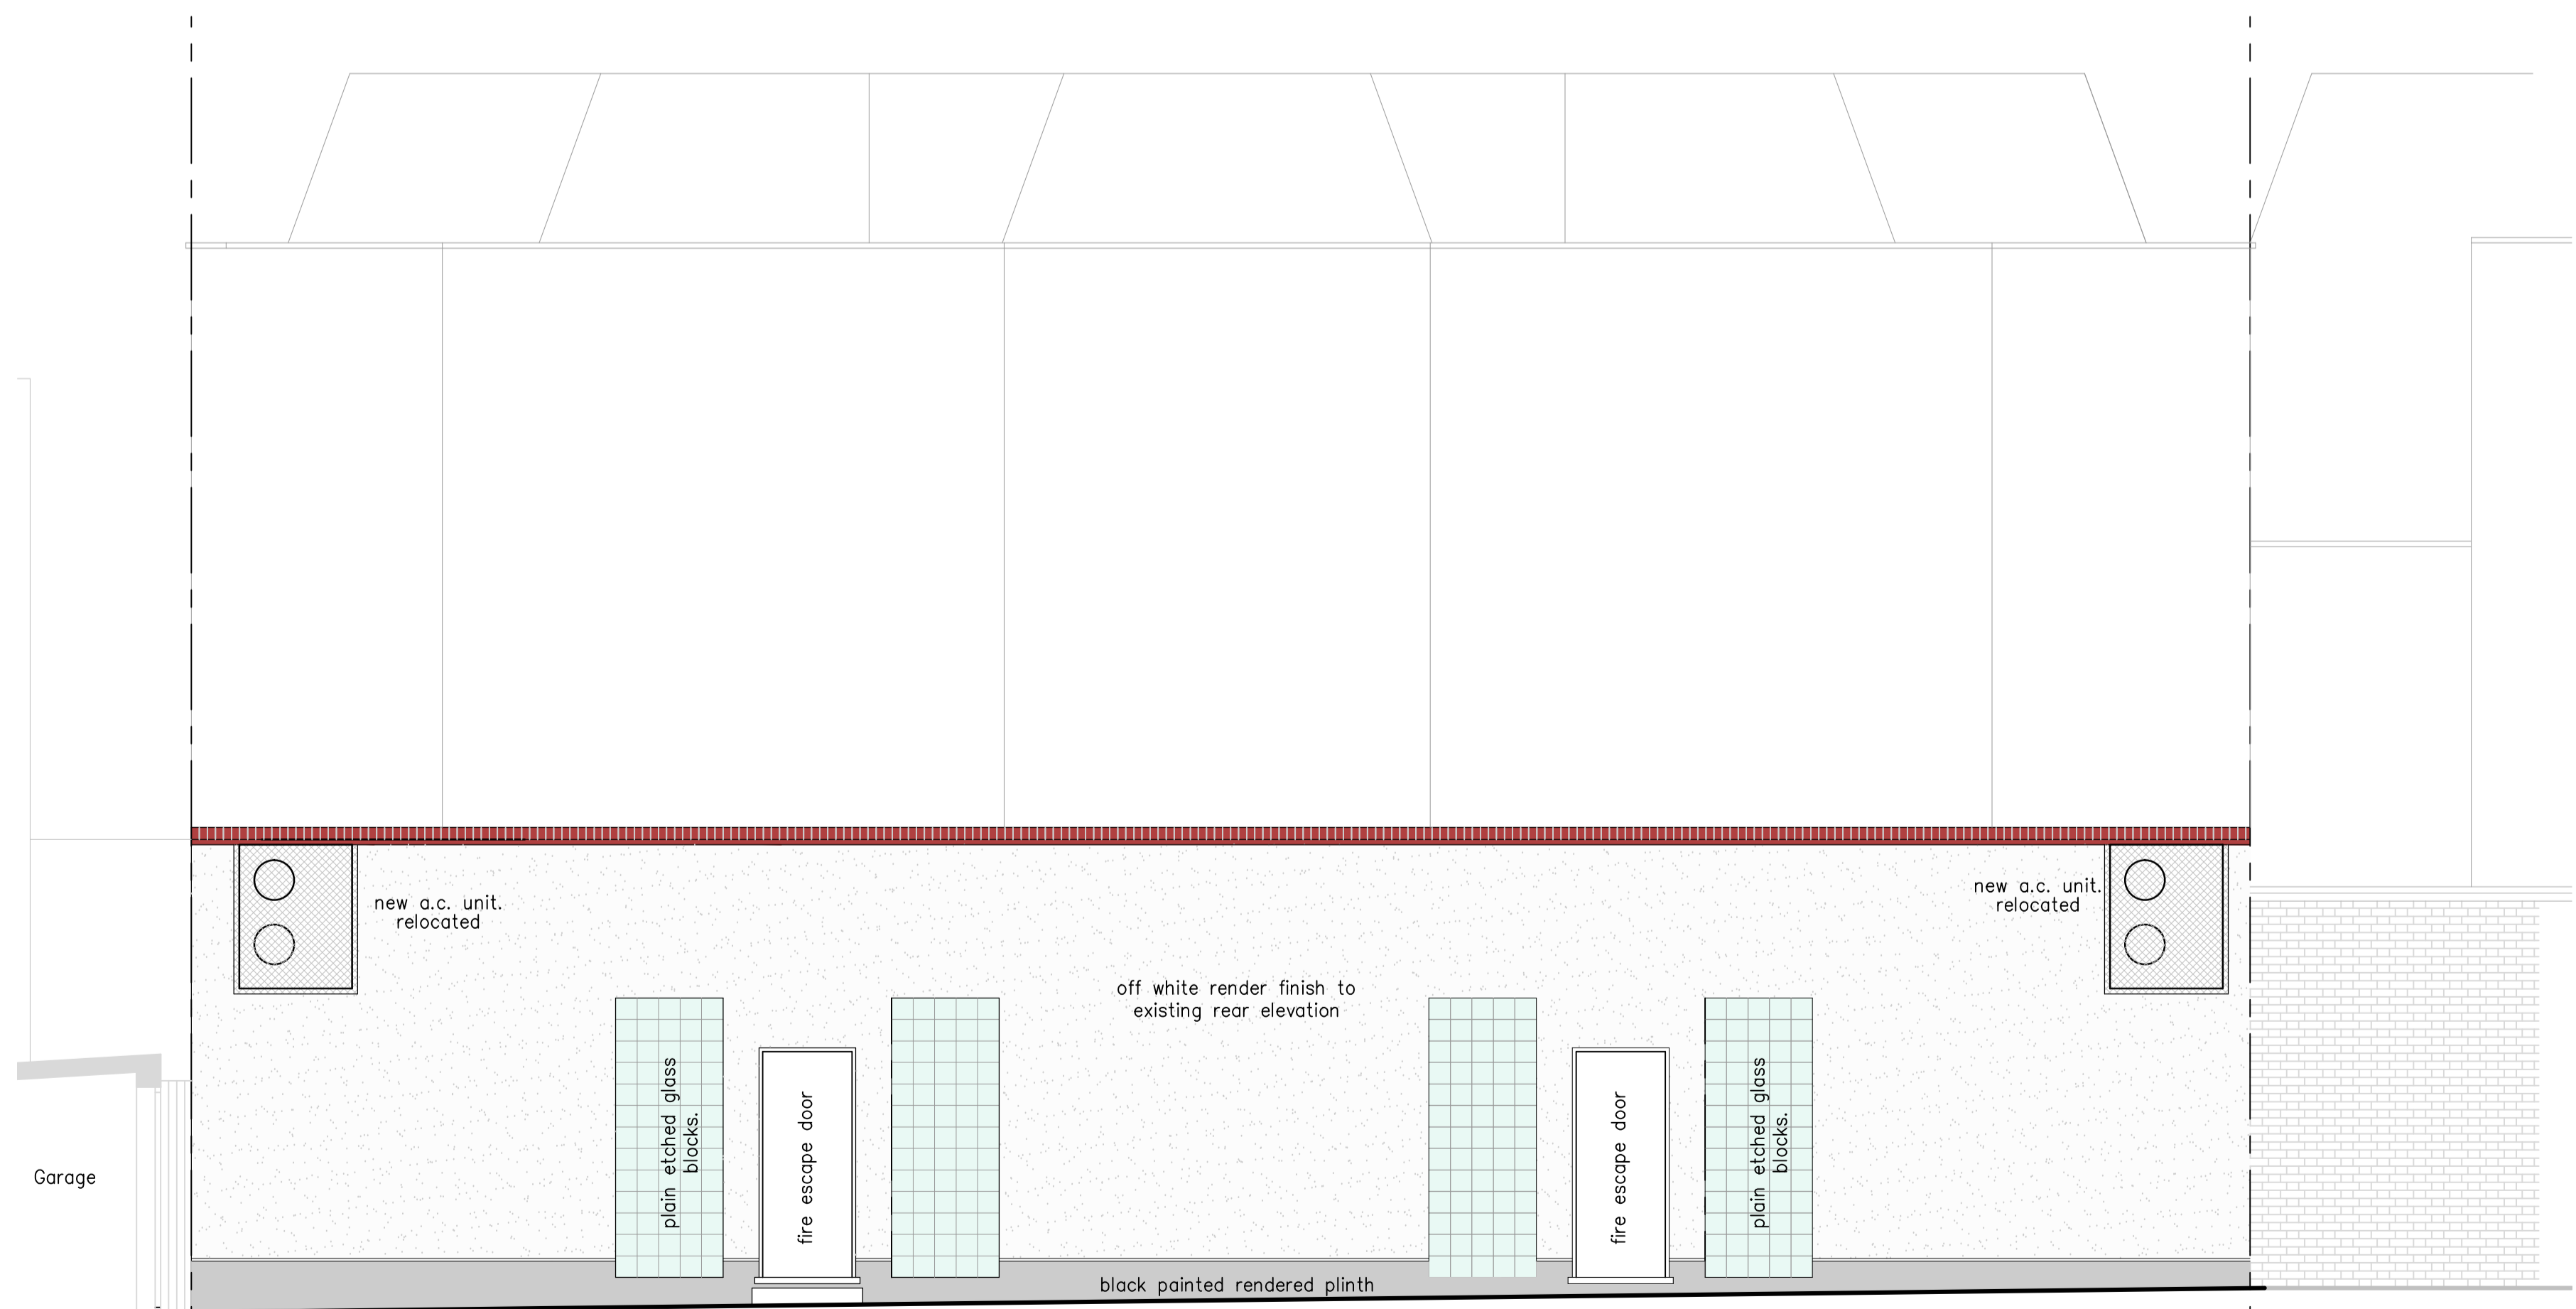 new a.c. unit.
relocated
new a.c. unit.
relocated
off white render finish to
existing rear elevation
plain etched glass
blocks.
fire escape door
fire escape door
plain etched glass
blocks.
Garage
black painted rendered plinth